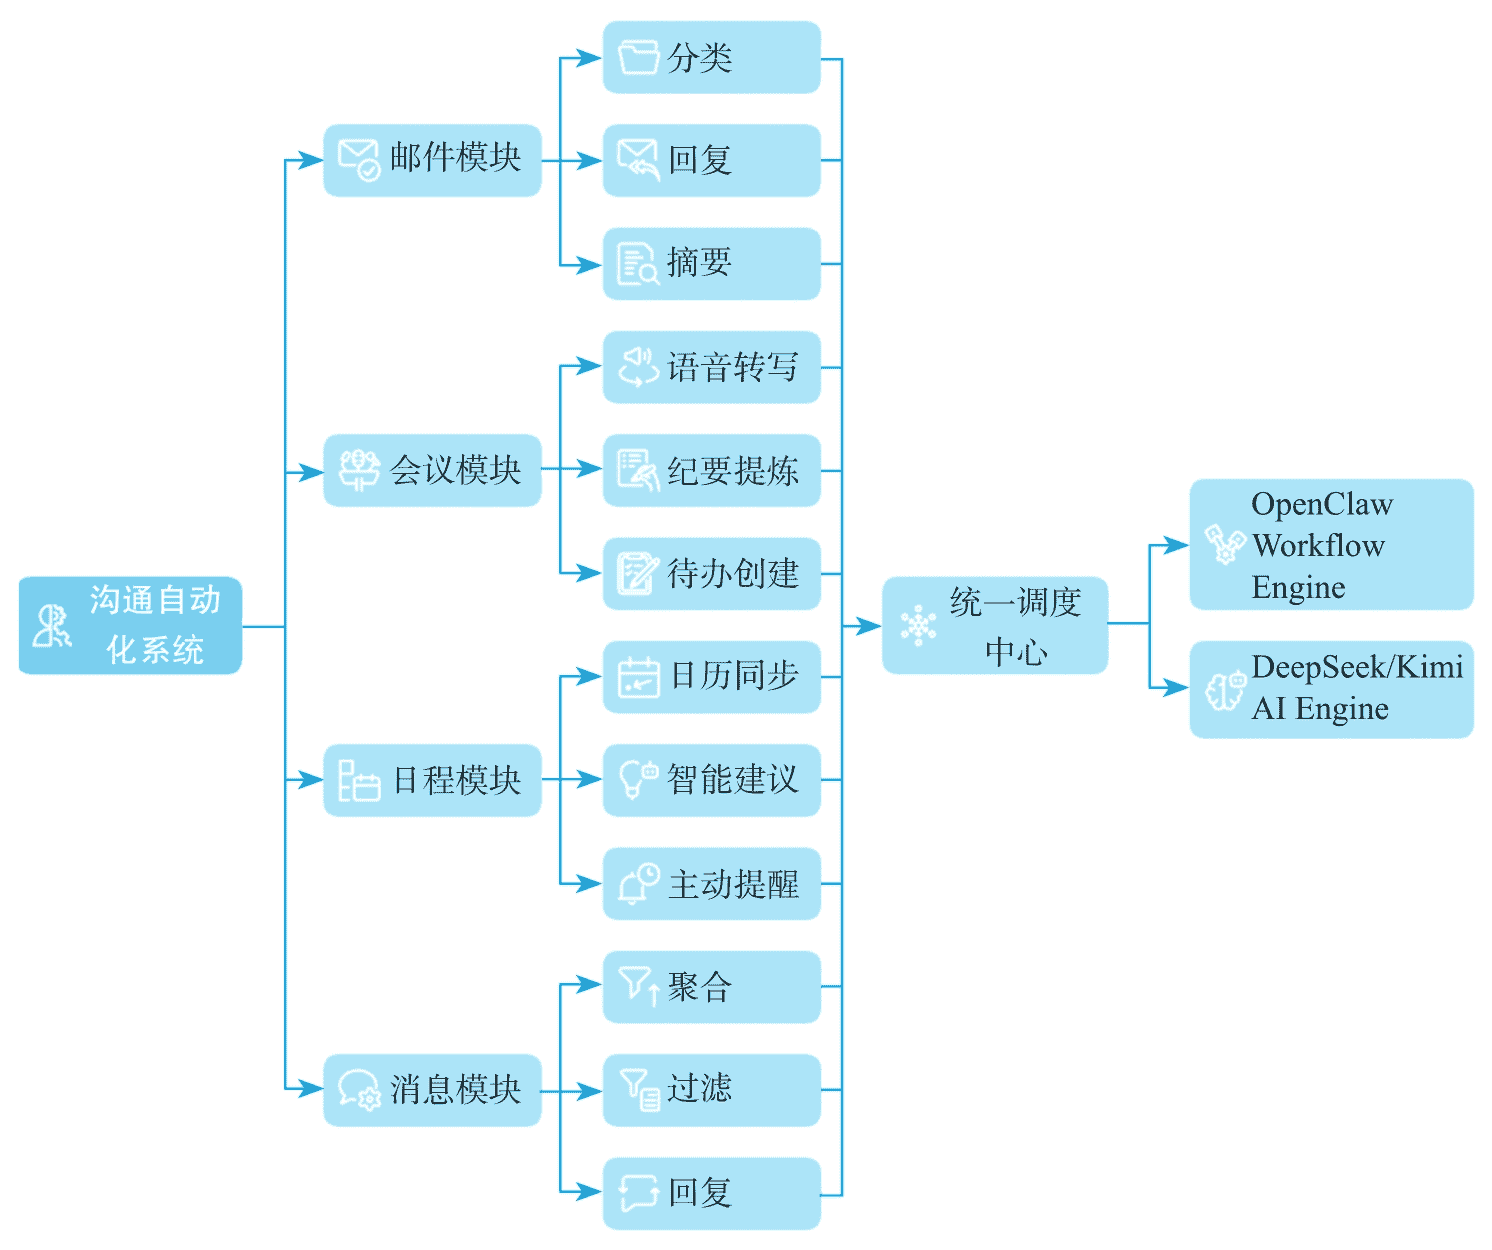 沟通自动
化系统
邮件模块
会议模块
日程模块
消息模块
分类
回复
摘要
语音转写
纪要提炼
待办创建
日历同步
智能建议
主动提醒
聚合
过滤
回复
统一调度
中心
OpenClaw
Workflow
Engine
DeepSeek/Kimi
AI Engine